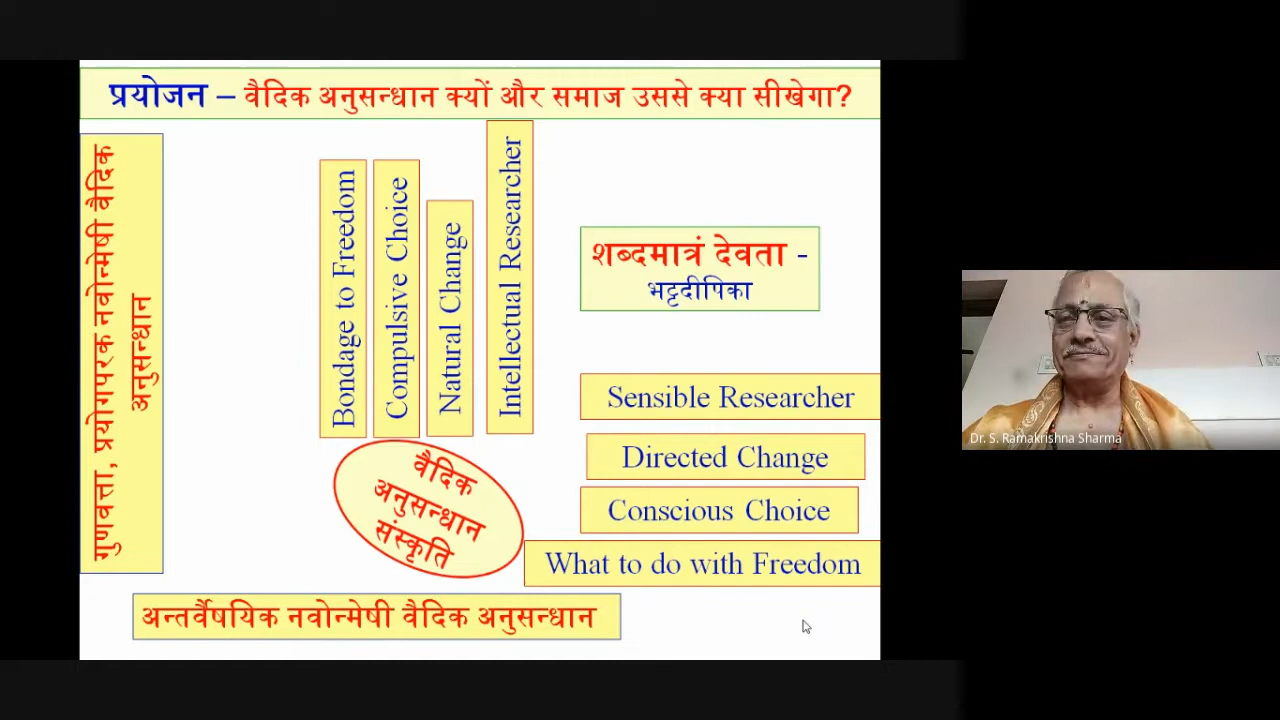 प्रयोजन – वैदिक अनुसन्धान क्यों और समाज उससे क्या सीखेगा?
गुणवत्ता, प्रयोगपरक नवोन्मेषी वैदिक
अनुसन्धान
Bondage to Freedom
Compulsive Choice
Natural Change
Intellectual Researcher
शब्दमात्रं देवता -
भट्टदीपिका
Sensible Researcher
Directed Change
Conscious Choice
What to do with Freedom
वैदिक
अनुसन्धान
संस्कृति
अन्तर्वैषयिक नवोन्मेषी वैदिक अनुसन्धान
Dr. S. Ramakrishna Sharma